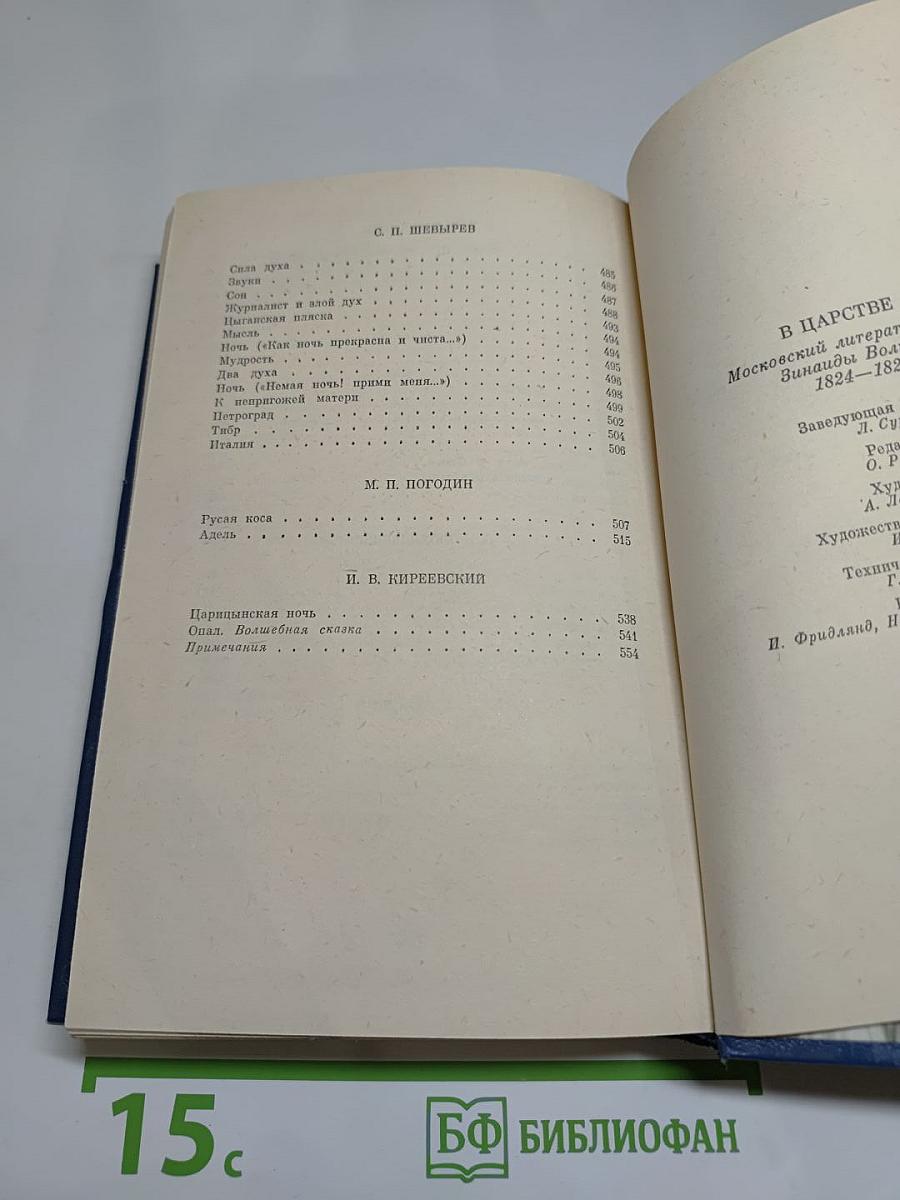 С. П. ШЕВЫРЕВ
Сила духа . . . 485
Звуки . . . 486
Сон . . . 487
Журналист и злой дух . . . 488
Цыганская пляска . . . 493
Мысль . . . 494
Ночь («Как ночь прекрасна и чиста...») . . . 494
Мудрость . . . 495
Два духа . . . 496
Ночь («Немая ночь! прими меня...») . . . 498
К непригожей матери . . . 499
Петроград . . . 502
Тибр . . . 504
Италия . . . 506
М. П. ПОГОДИН
Русая коса . . . 507
Адель . . . 515
И. В. КИРЕЕВСКИЙ
Царицынская ночь . . . 538
Опал. Волшебная сказка . . . 541
Примечания . . . 554
В ЦАРСТВЕ
Московский литерат
Зинаиды Вол
1824—182
Заведующая
Л. Су
Реда
О. Р
Худ
А. Л
Художеств
И
Технич
Г.
И. Фридлянд, Н
15 с
БФ БИБЛИОФАН